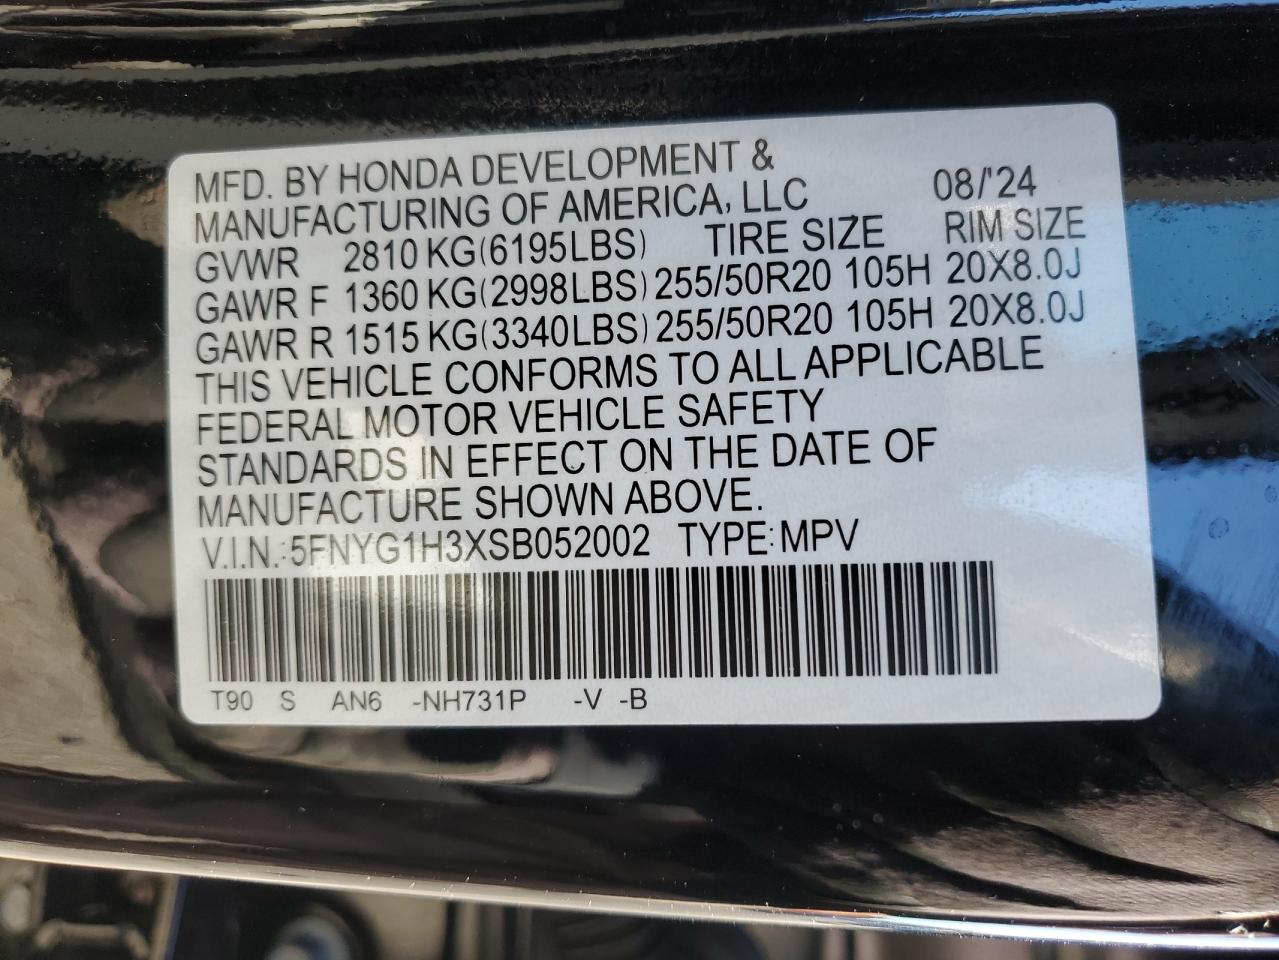 MFD. BY HONDA DEVELOPMENT &
MANUFACTURING OF AMERICA, LLC 08/'24
GVWR 2810 KG(6195LBS) TIRE SIZE RIM SIZE
GAWR F 1360 KG(2998LBS) 255/50R20 105H 20X8.0J
GAWR R 1515 KG(3340LBS) 255/50R20 105H 20X8.0J
THIS VEHICLE CONFORMS TO ALL APPLICABLE
FEDERAL MOTOR VEHICLE SAFETY
STANDARDS IN EFFECT ON THE DATE OF
MANUFACTURE SHOWN ABOVE.
V.I.N.:5FNYG1H3XSB052002 TYPE:MPV
T90 S AN6 -NH731P -V -B